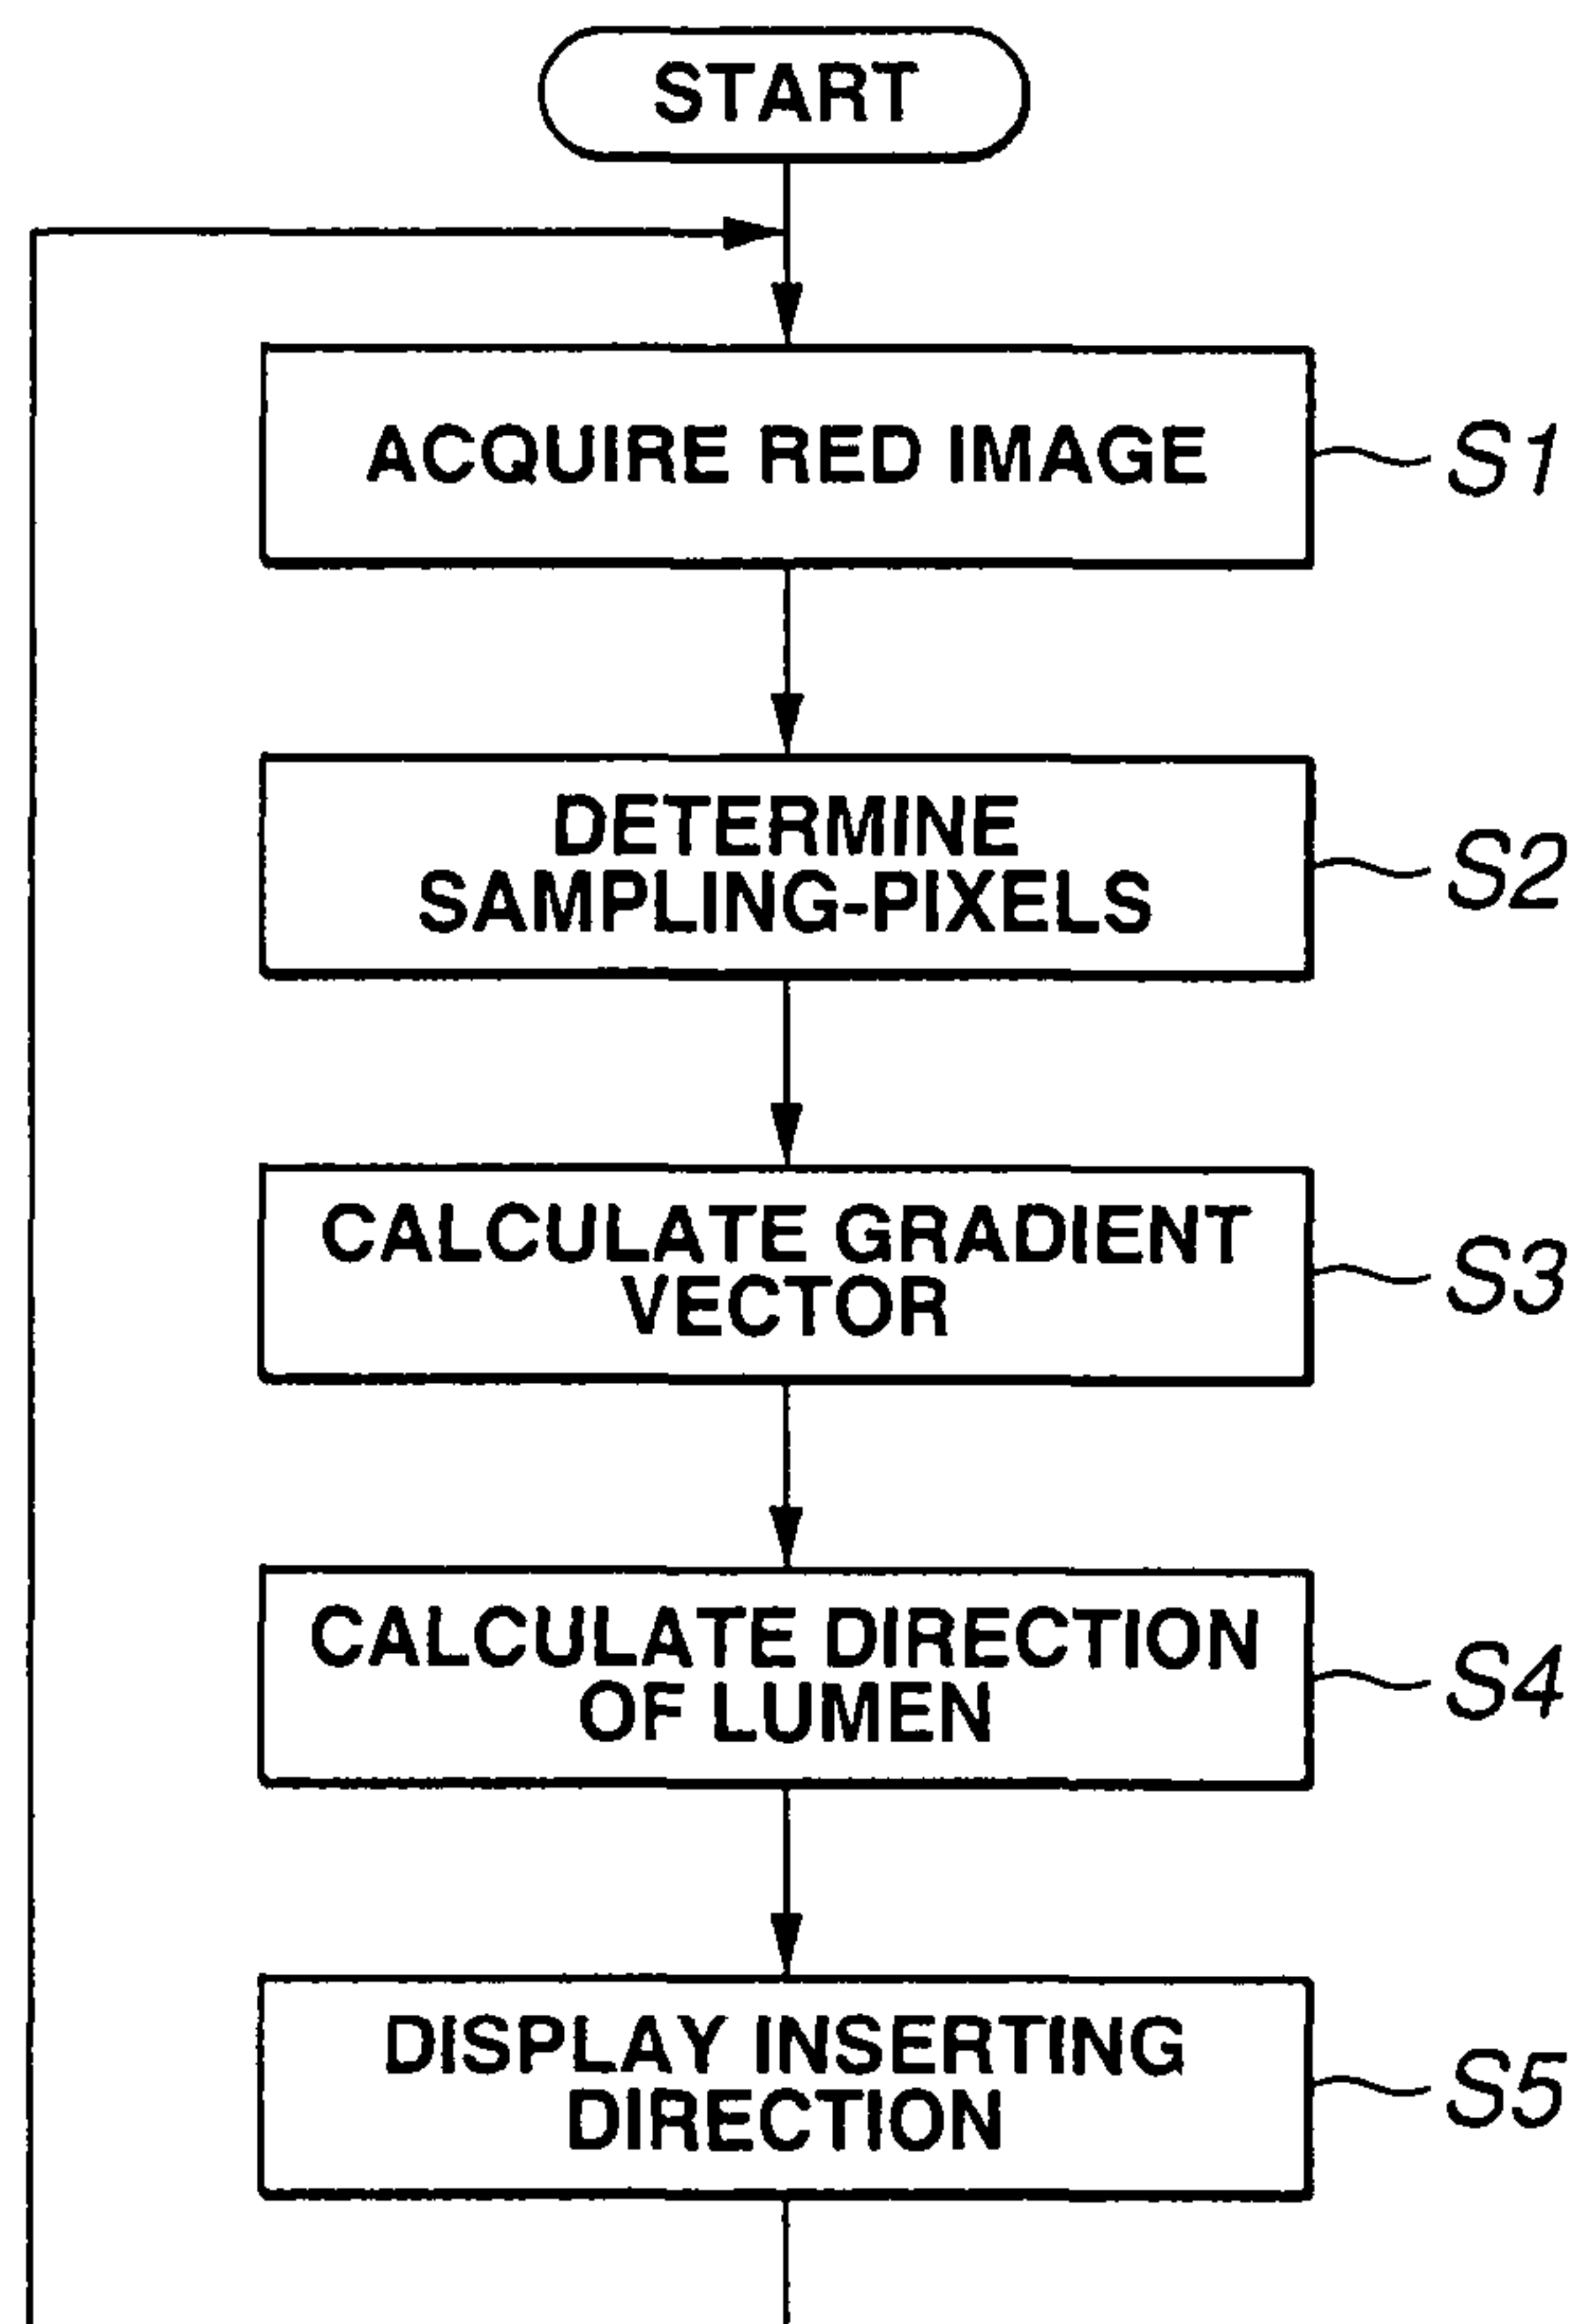 START
ACQUIRE RED IMAGE
S1
DETERMINE
SAMPLING-PIXELS
S2
CALCULATE GRADIENT
VECTOR
S3
CALCULATE DIRECTION
OF LUMEN
S4
DISPLAY INSERTING
DIRECTION
S5